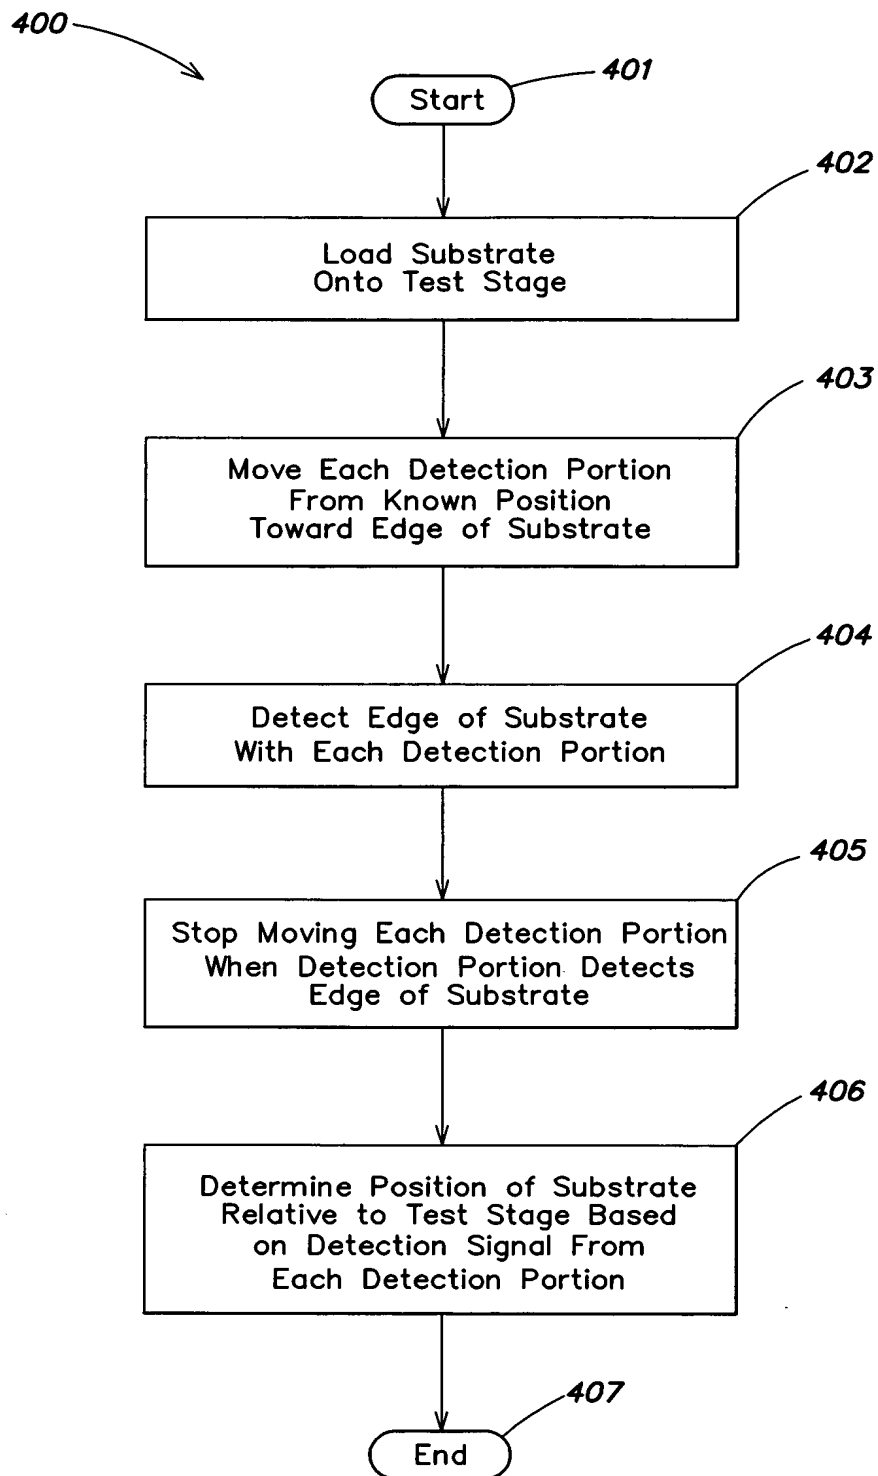 400
401
Start
402
Load Substrate
Onto Test Stage
403
Move Each Detection Portion
From Known Position
Toward Edge of Substrate
404
Detect Edge of Substrate
With Each Detection Portion
405
Stop Moving Each Detection Portion
When Detection Portion Detects
Edge of Substrate
406
Determine Position of Substrate
Relative to Test Stage Based
on Detection Signal From
Each Detection Portion
407
End